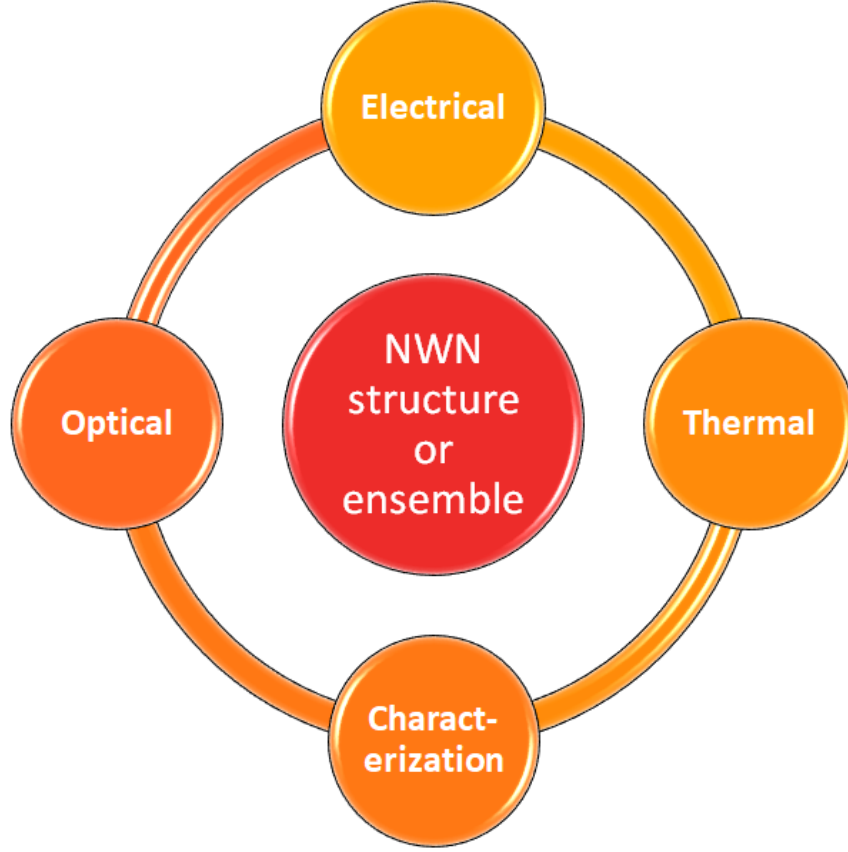 Electrical
NWN
structure
or
ensemble
Optical
Thermal
Charact-
erization